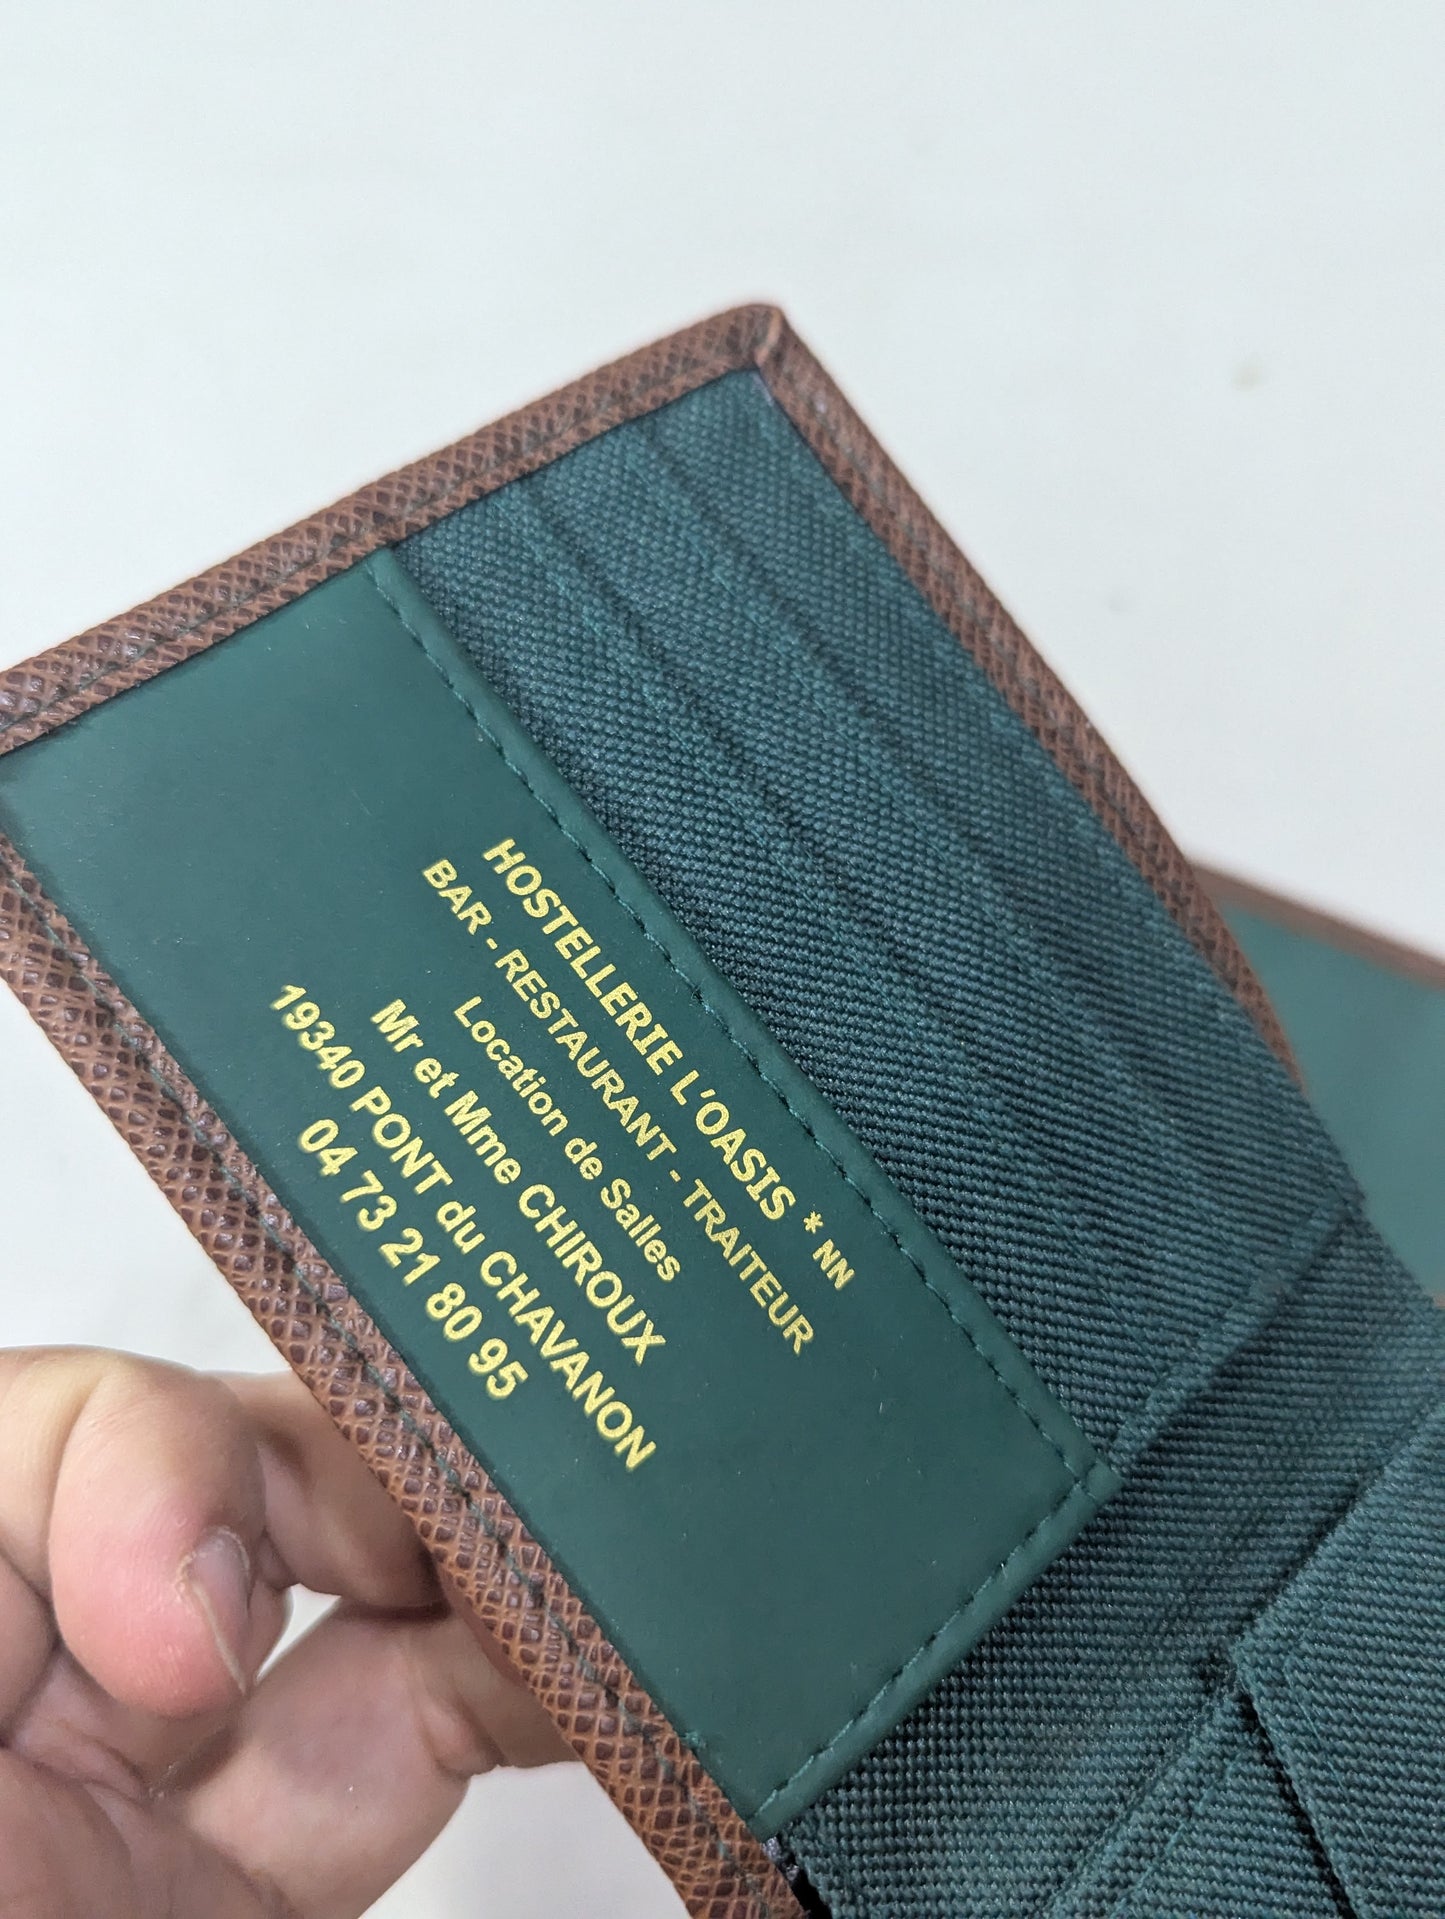 HOSTELLERIE L'OASIS * NN
BAR - RESTAURANT - TRAITEUR
Location de Salles
Mr et Mme CHIROUX
19340 PONT du CHAVANON
04 73 21 80 95